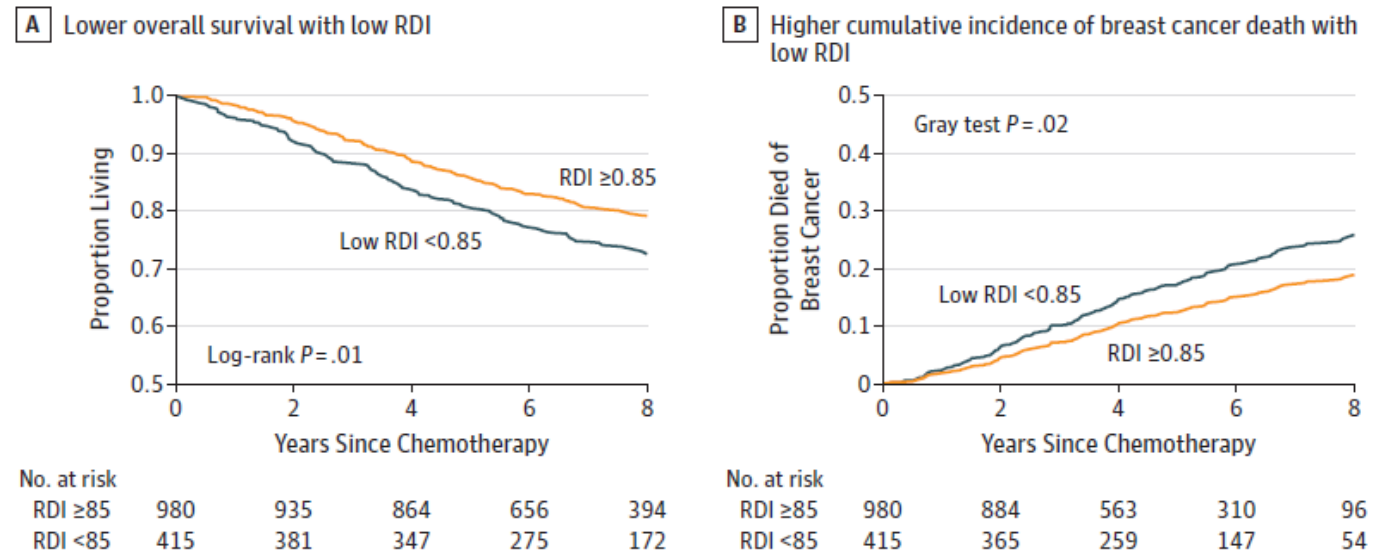 A Lower overall survival with low RDI
1.0
0.9
0.8
0.7
0.6
0.5
Proportion Living
RDI ≥0.85
Low RDI <0.85
Log-rank P = .01
0 2 4 6 8
Years Since Chemotherapy
No. at risk
RDI ≥85 980 935 864 656 394
RDI <85 415 381 347 275 172
B Higher cumulative incidence of breast cancer death with
low RDI
0.5
0.4
0.3
0.2
0.1
0
Proportion Died of
Breast Cancer
Gray test P = .02
Low RDI <0.85
RDI ≥0.85
0 2 4 6 8
Years Since Chemotherapy
No. at risk
RDI ≥85 980 884 563 310 96
RDI <85 415 365 259 147 54